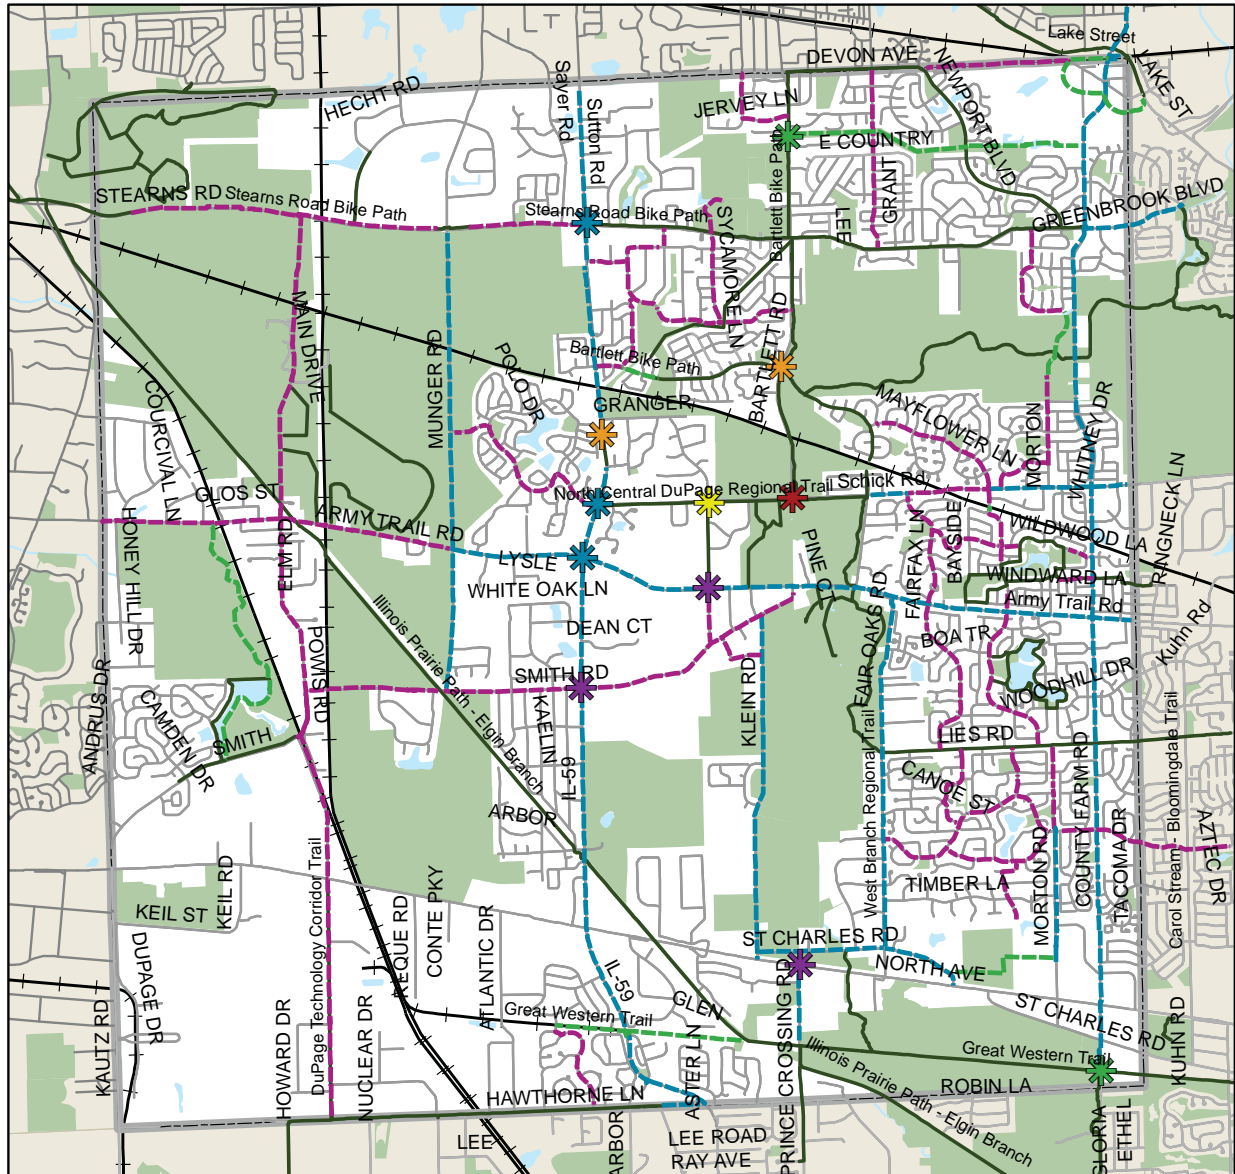 Lake Street
DEVON AVE
NEWPORT BLVD
LAKE ST
HECHT RD
Sayer Rd
Sutton Rd
JERVEY LN
E COUNTRY
Bartlett Bike Path
GRANT
LEE
STEARNS RD
Stearns Road Bike Path
Stearns Road Bike Path
SYCAMORE LN
GREENBROOK BLVD
MAIN DRIVE
MUNGER RD
POLO DR
Bartlett Bike Path
BARTLETT RD
GRANGER
COURCIVAL LN
MAYFLOWER LN
MORTON
WHITNEY DR
GLOS ST
North Central DuPage Regional Trail
Schick Rd
RINGNECK LN
HONEY HILL DR
ELM RD
ARMY TRAIL RD
LYSLE
WHITE OAK LN
PINE CT
FAIRFAX LN
BAYSIDE
WILDWOOD LA
WINDWARD LA
Army Trail Rd
Kuhn Rd
DEAN CT
Illinois Prairie Path - Elgin Branch
FAIR OAKS RD
BOA TR
POWIS RD
SMITH RD
WOODHILL DR
ANDRUS DR
CAMDEN DR
SMITH
KAELIN
IL-59
KLEIN RD
LIES RD
CANOE ST
West Branch Regional Trail
COUNTY FARM RD
Carol Stream - Bloomingdae Trail
ARBOR
TACOMA DR
AZTEC DR
DuPage Technology Corridor Trail
KEIL RD
KEIL ST
TIMBER LA
MORTON RD
DUPAGE DR
REQUE RD
CONTE PKY
ATLANTIC DR
ST CHARLES RD
NORTH AVE
IL-59
GLEN
Great Western Trail
PRINCE CROSSING RD
ST CHARLES RD
KAUTZ RD
HOWARD DR
NUCLEAR DR
ASTER LN
Illinois Prairie Path - Elgin Branch
Great Western Trail
KUHN RD
HAWTHORNE LN
ROBIN LA
LEE
ARBOR
LEE ROAD
RAY AVE
GLORIA
ETHEL